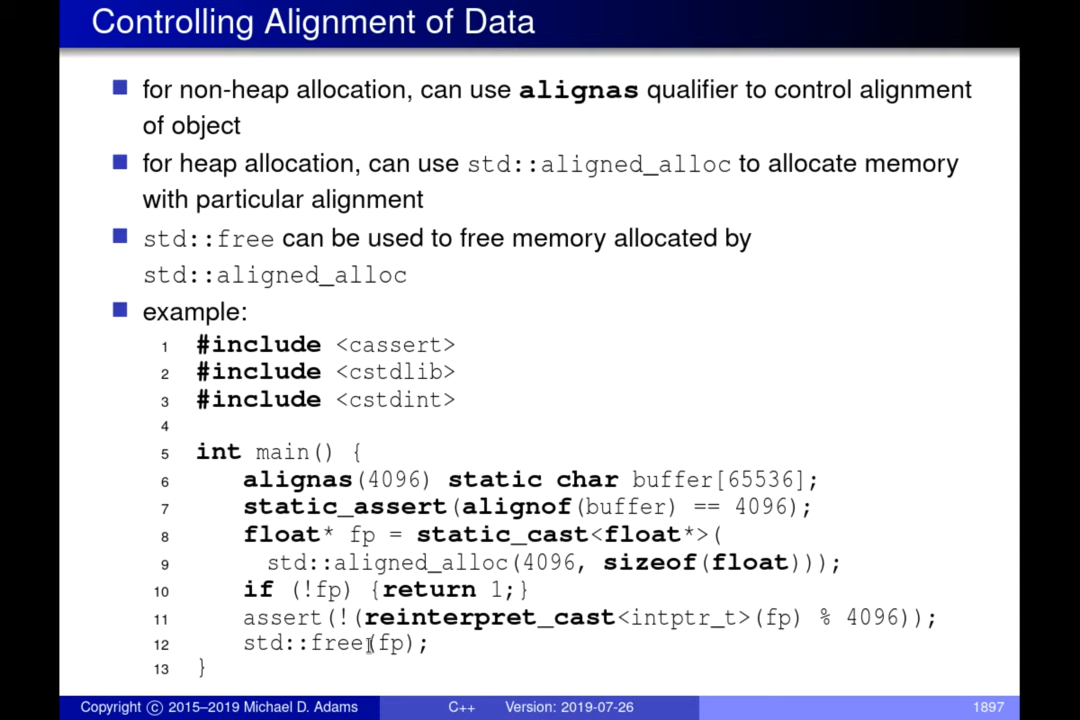 Controlling Alignment of Data
for non-heap allocation, can use alignas qualifier to control alignment
of object
for heap allocation, can use std::aligned_alloc to allocate memory
with particular alignment
std::free can be used to free memory allocated by
std::aligned_alloc
example:
1 #include <cassert>
2 #include <cstdlib>
3 #include <cstdint>
4
5 int main() {
6 alignas(4096) static char buffer[65536];
7 static_assert(alignof(buffer) == 4096);
8 float* fp = static_cast<float*>(
9 std::aligned_alloc(4096, sizeof(float)));
10 if (!fp) {return 1;}
11 assert(!(reinterpret_cast<intptr_t>(fp) % 4096));
12 std::free(fp);
13 }
Copyright © 2015–2019 Michael D. Adams C++ Version: 2019-07-26 1897